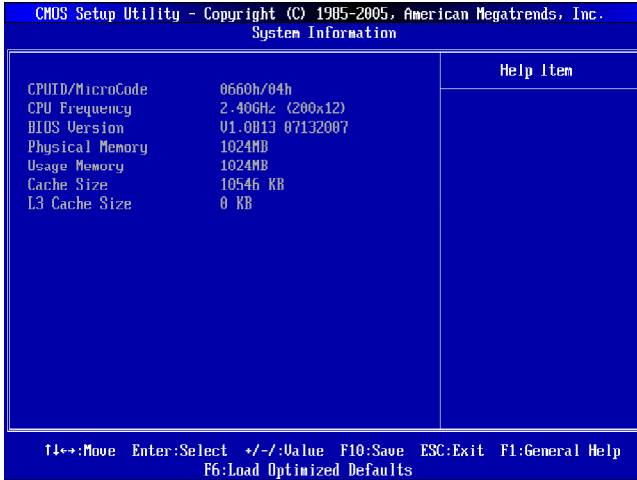 CMOS Setup Utility - Copyright (C) 1985-2005, American Megatrends, Inc.
System Information
Help Item
CPUID/MicroCode 0660h/04h
CPU Frequency 2.40GHz (200x12)
BIOS Version V1.0B13 07132007
Physical Memory 1024MB
Usage Memory 1024MB
Cache Size 10546 KB
L3 Cache Size 0 KB
↑↓←→:Move Enter:Select +/-/:Value F10:Save ESC:Exit F1:General Help
F6:Load Optimized Defaults